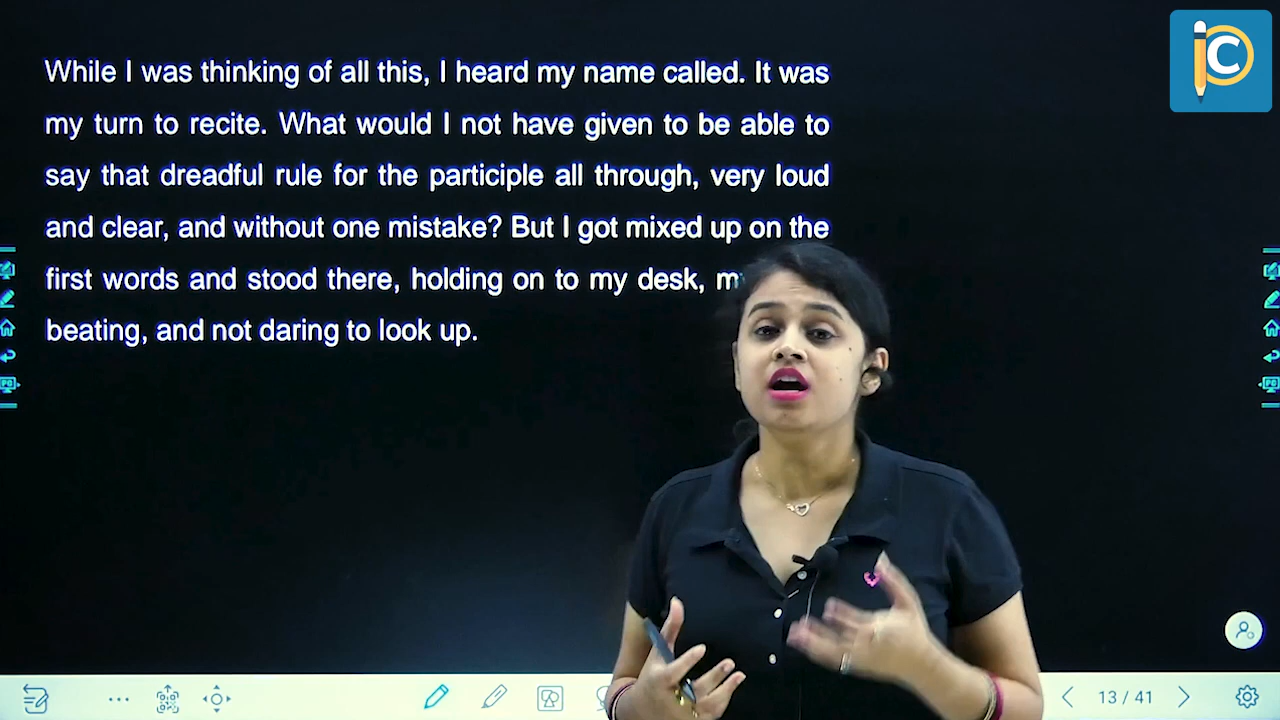 While I was thinking of all this, I heard my name called. It was
my turn to recite. What would I not have given to be able to
say that dreadful rule for the participle all through, very loud
and clear, and without one mistake? But I got mixed up on the
first words and stood there, holding on to my desk,
beating, and not daring to look up.
PC
13 / 41